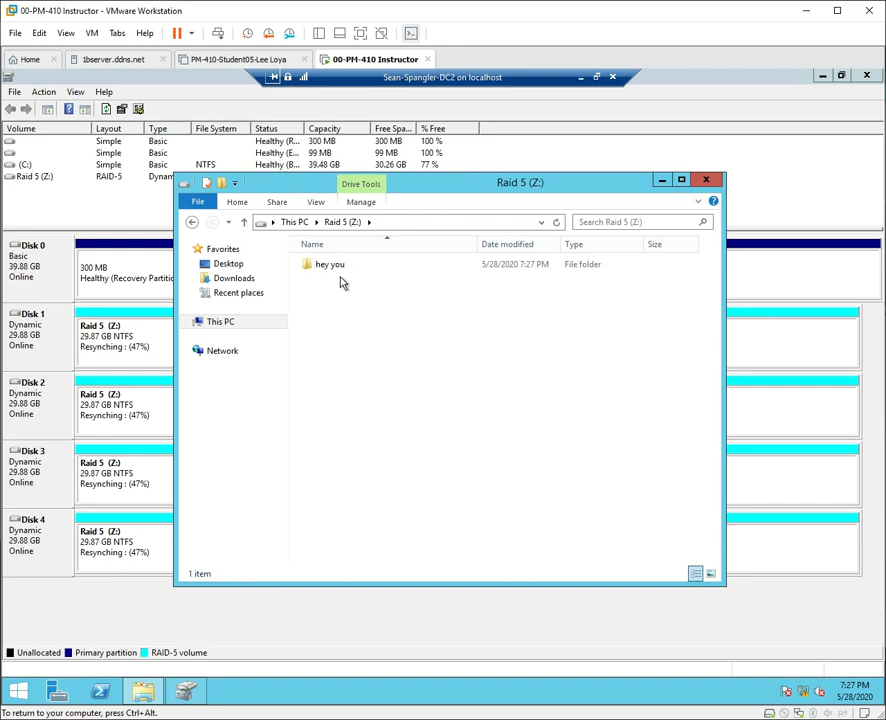 00-PM-410 Instructor - VMware Workstation
File Edit View VM Tabs Help
Home 1bserver.ddns.net PM-410-Student05-Lee Loya 00-PM-410 Instructor
Sean-Spangler-DC2 on localhost
File Action View Help
Volume Layout Type File System Status Capacity Free Spa... % Free
Simple Basic Healthy (R... 300 MB 300 MB 100 %
Simple Basic Healthy (E... 99 MB 99 MB 100 %
(C:) Simple Basic NTFS Healthy (B... 39.48 GB 30.26 GB 77 %
Raid 5 (Z:) RAID-5 Dynam
Raid 5 (Z:)
Drive Tools
File Home Share View Manage
This PC Raid 5 (Z:)
Search Raid 5 (Z:)
Name Date modified Type Size
hey you 5/28/2020 7:27 PM File folder
Favorites
Desktop
Downloads
Recent places
This PC
Network
1 item
Disk 0
Basic
39.88 GB
Online
300 MB
Healthy (Recovery Partitic
Disk 1
Dynamic
29.88 GB
Online
Raid 5 (Z:)
29.87 GB NTFS
Resynching : (47%)
Disk 2
Dynamic
29.88 GB
Online
Raid 5 (Z:)
29.87 GB NTFS
Resynching : (47%)
Disk 3
Dynamic
29.88 GB
Online
Raid 5 (Z:)
29.87 GB NTFS
Resynching : (47%)
Disk 4
Dynamic
29.88 GB
Online
Raid 5 (Z:)
29.87 GB NTFS
Resynching : (47%)
Unallocated Primary partition RAID-5 volume
7:27 PM
5/28/2020
To return to your computer, press Ctrl+Alt.